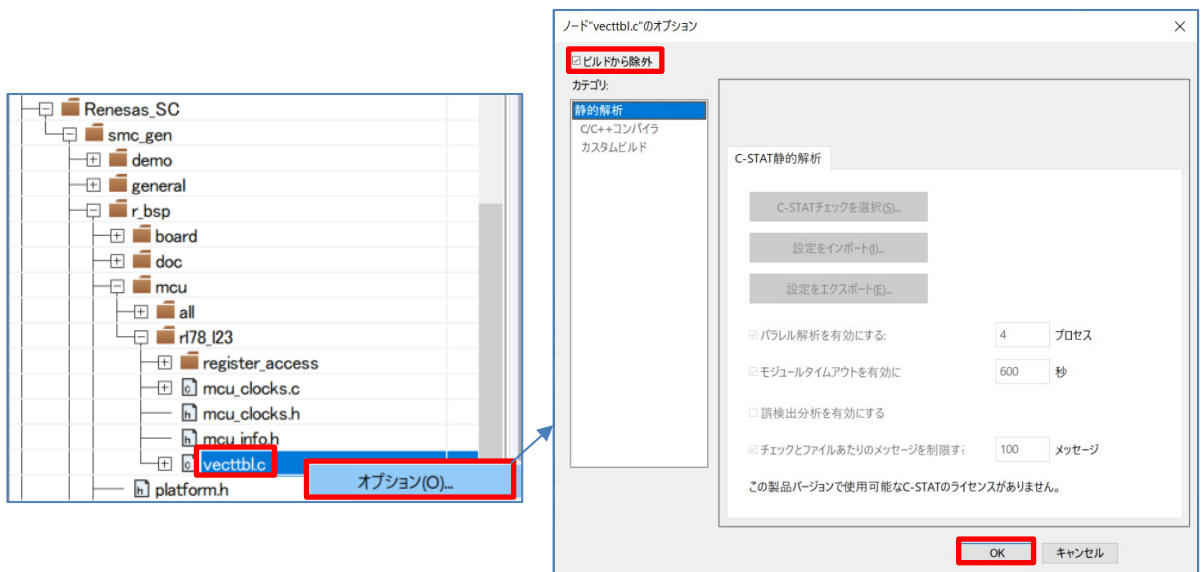 Renesas_SC
smc_gen
demo
general
r_bsp
board
doc
mcu
all
rl78_l23
register_access
mcu_clocks.c
mcu_clocks.h
mcu_info.h
vecttbl.c
platform.h
オプション(O)...
ノード"vecttbl.c"のオプション
ビルドから除外
カテゴリ:
静的解析
C/C++コンパイラ
カスタムビルド
C-STAT静的解析
C-STATチェックを選択(S)...
設定をインポート(I)...
設定をエクスポート(E)...
パラレル解析を有効にする: 4 プロセス
モジュールタイムアウトを有効に 600 秒
誤検出分析を有効にする
チェックとファイルあたりのメッセージを制限する 100 メッセージ
この製品バージョンで使用可能なC-STATのライセンスがありません。
OK キャンセル